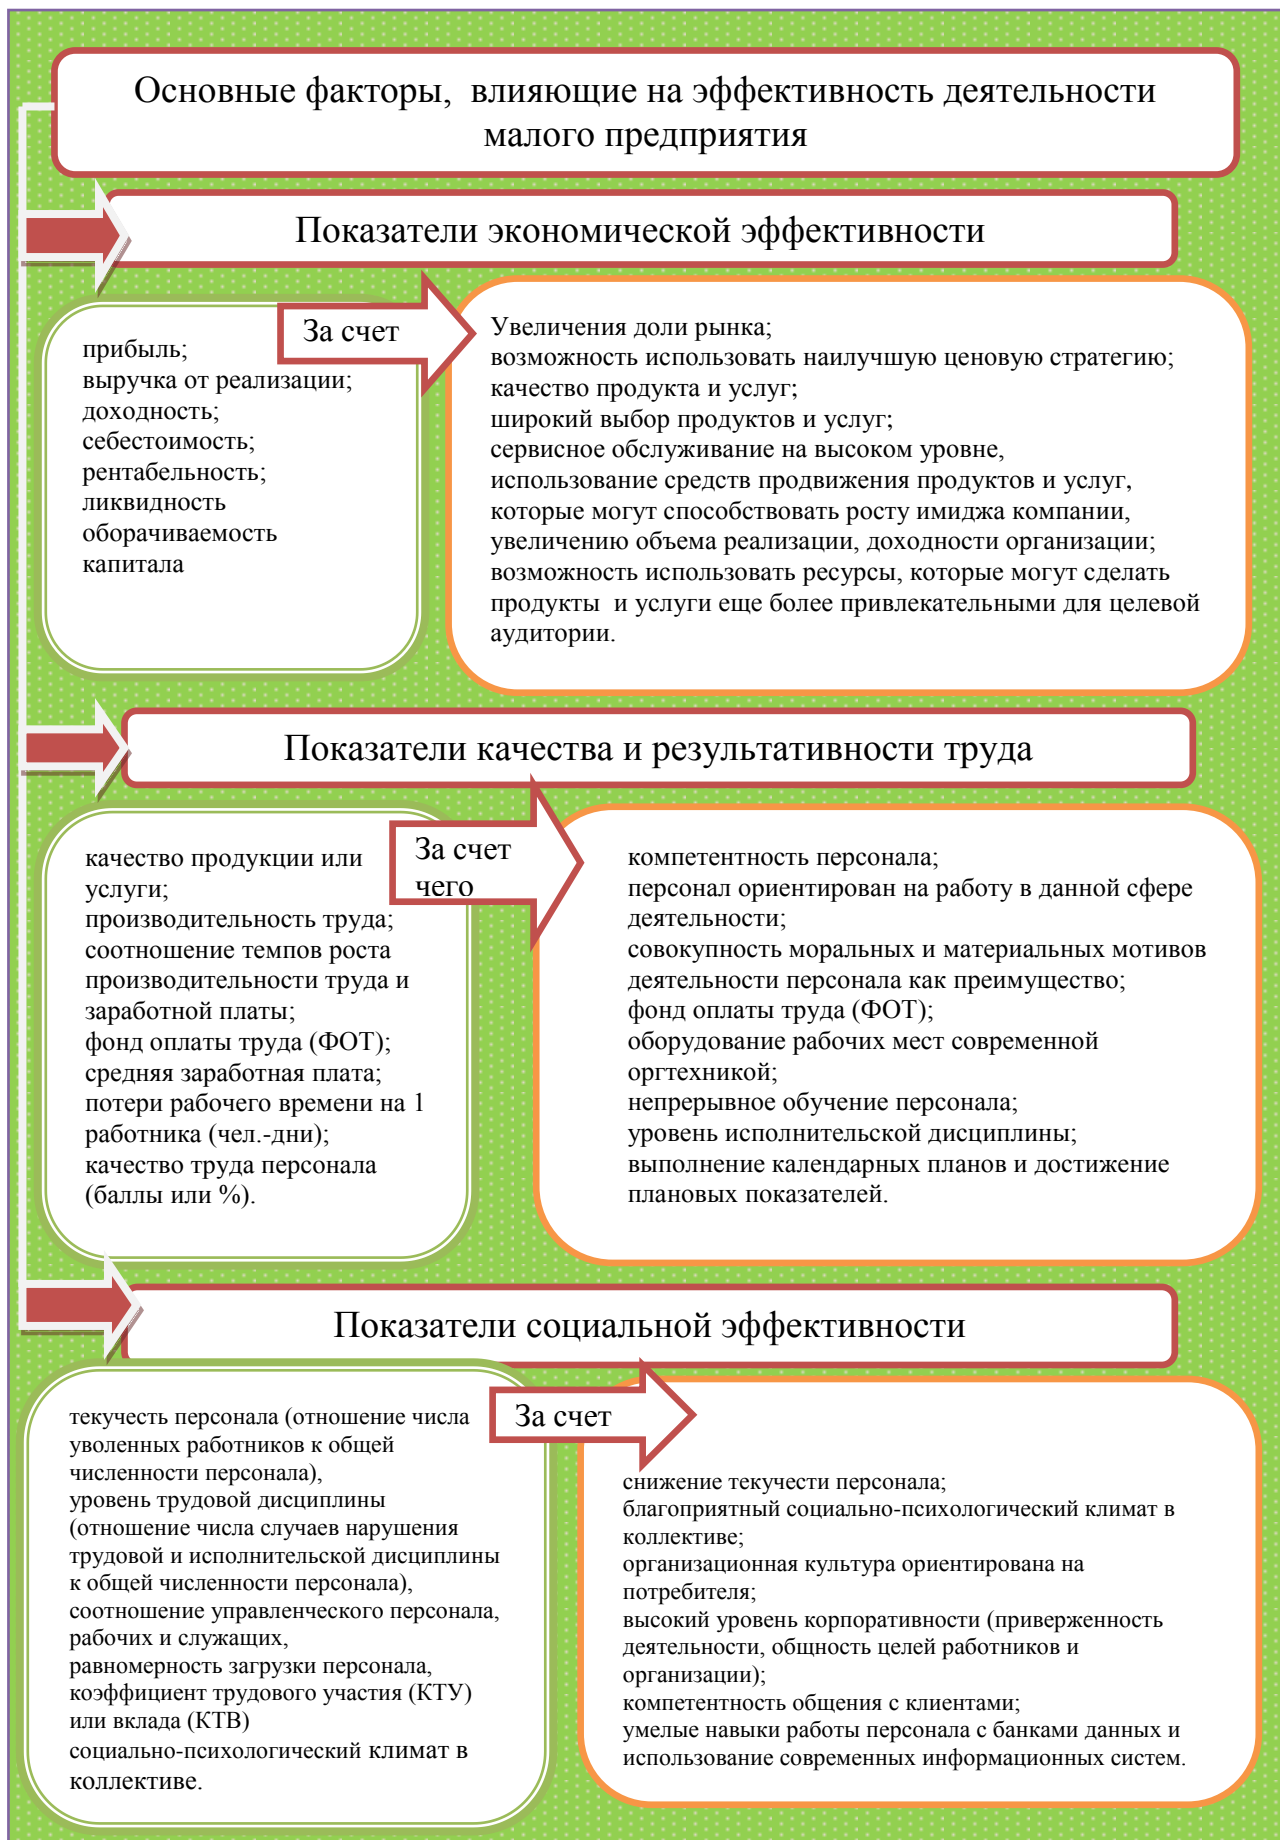 Основные факторы, влияющие на эффективность деятельности
малого предприятия
Показатели экономической эффективности
прибыль;
выручка от реализации;
доходность;
себестоимость;
рентабельность;
ликвидность
оборачиваемость
капитала
За счет
Увеличения доли рынка;
возможность использовать наилучшую ценовую стратегию;
качество продукта и услуг;
широкий выбор продуктов и услуг;
сервисное обслуживание на высоком уровне,
использование средств продвижения продуктов и услуг,
которые могут способствовать росту имиджа компании,
увеличению объема реализации, доходности организации;
возможность использовать ресурсы, которые могут сделать
продукты и услуги еще более привлекательными для целевой
аудитории.
Показатели качества и результативности труда
качество продукции или
услуги;
производительность труда;
соотношение темпов роста
производительности труда и
заработной платы;
фонд оплаты труда (ФОТ);
средняя заработная плата;
потери рабочего времени на 1
работника (чел.-дни);
качество труда персонала
(баллы или %).
За счет
чего
компетентность персонала;
персонал ориентирован на работу в данной сфере
деятельности;
совокупность моральных и материальных мотивов
деятельности персонала как преимущество;
фонд оплаты труда (ФОТ);
оборудование рабочих мест современной
оргтехникой;
непрерывное обучение персонала;
уровень исполнительской дисциплины;
выполнение календарных планов и достижение
плановых показателей.
Показатели социальной эффективности
текучесть персонала (отношение числа
уволенных работников к общей
численности персонала),
уровень трудовой дисциплины
(отношение числа случаев нарушения
трудовой и исполнительской дисциплины
к общей численности персонала),
соотношение управленческого персонала,
рабочих и служащих,
равномерность загрузки персонала,
коэффициент трудового участия (КТУ)
или вклада (КТВ)
социально-психологический климат в
коллективе.
За счет
снижение текучести персонала;
благоприятный социально-психологический климат в
коллективе;
организационная культура ориентирована на
потребителя;
высокий уровень корпоративности (приверженность
деятельности, общность целей работников и
организации);
компетентность общения с клиентами;
умелые навыки работы персонала с банками данных и
использование современных информационных систем.